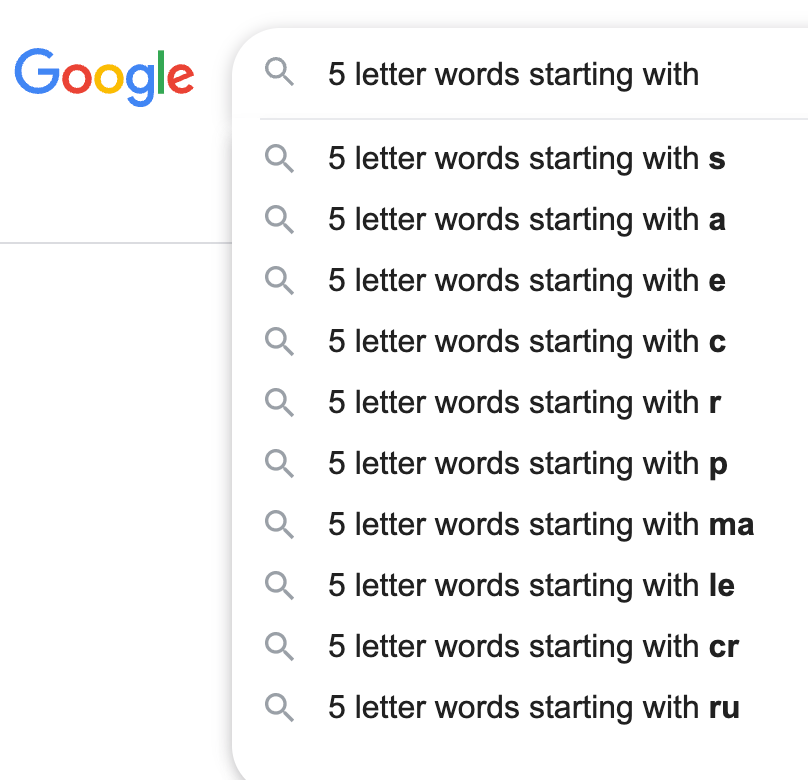 Google
5 letter words starting with
5 letter words starting with s
5 letter words starting with a
5 letter words starting with e
5 letter words starting with c
5 letter words starting with r
5 letter words starting with p
5 letter words starting with ma
5 letter words starting with le
5 letter words starting with cr
5 letter words starting with ru